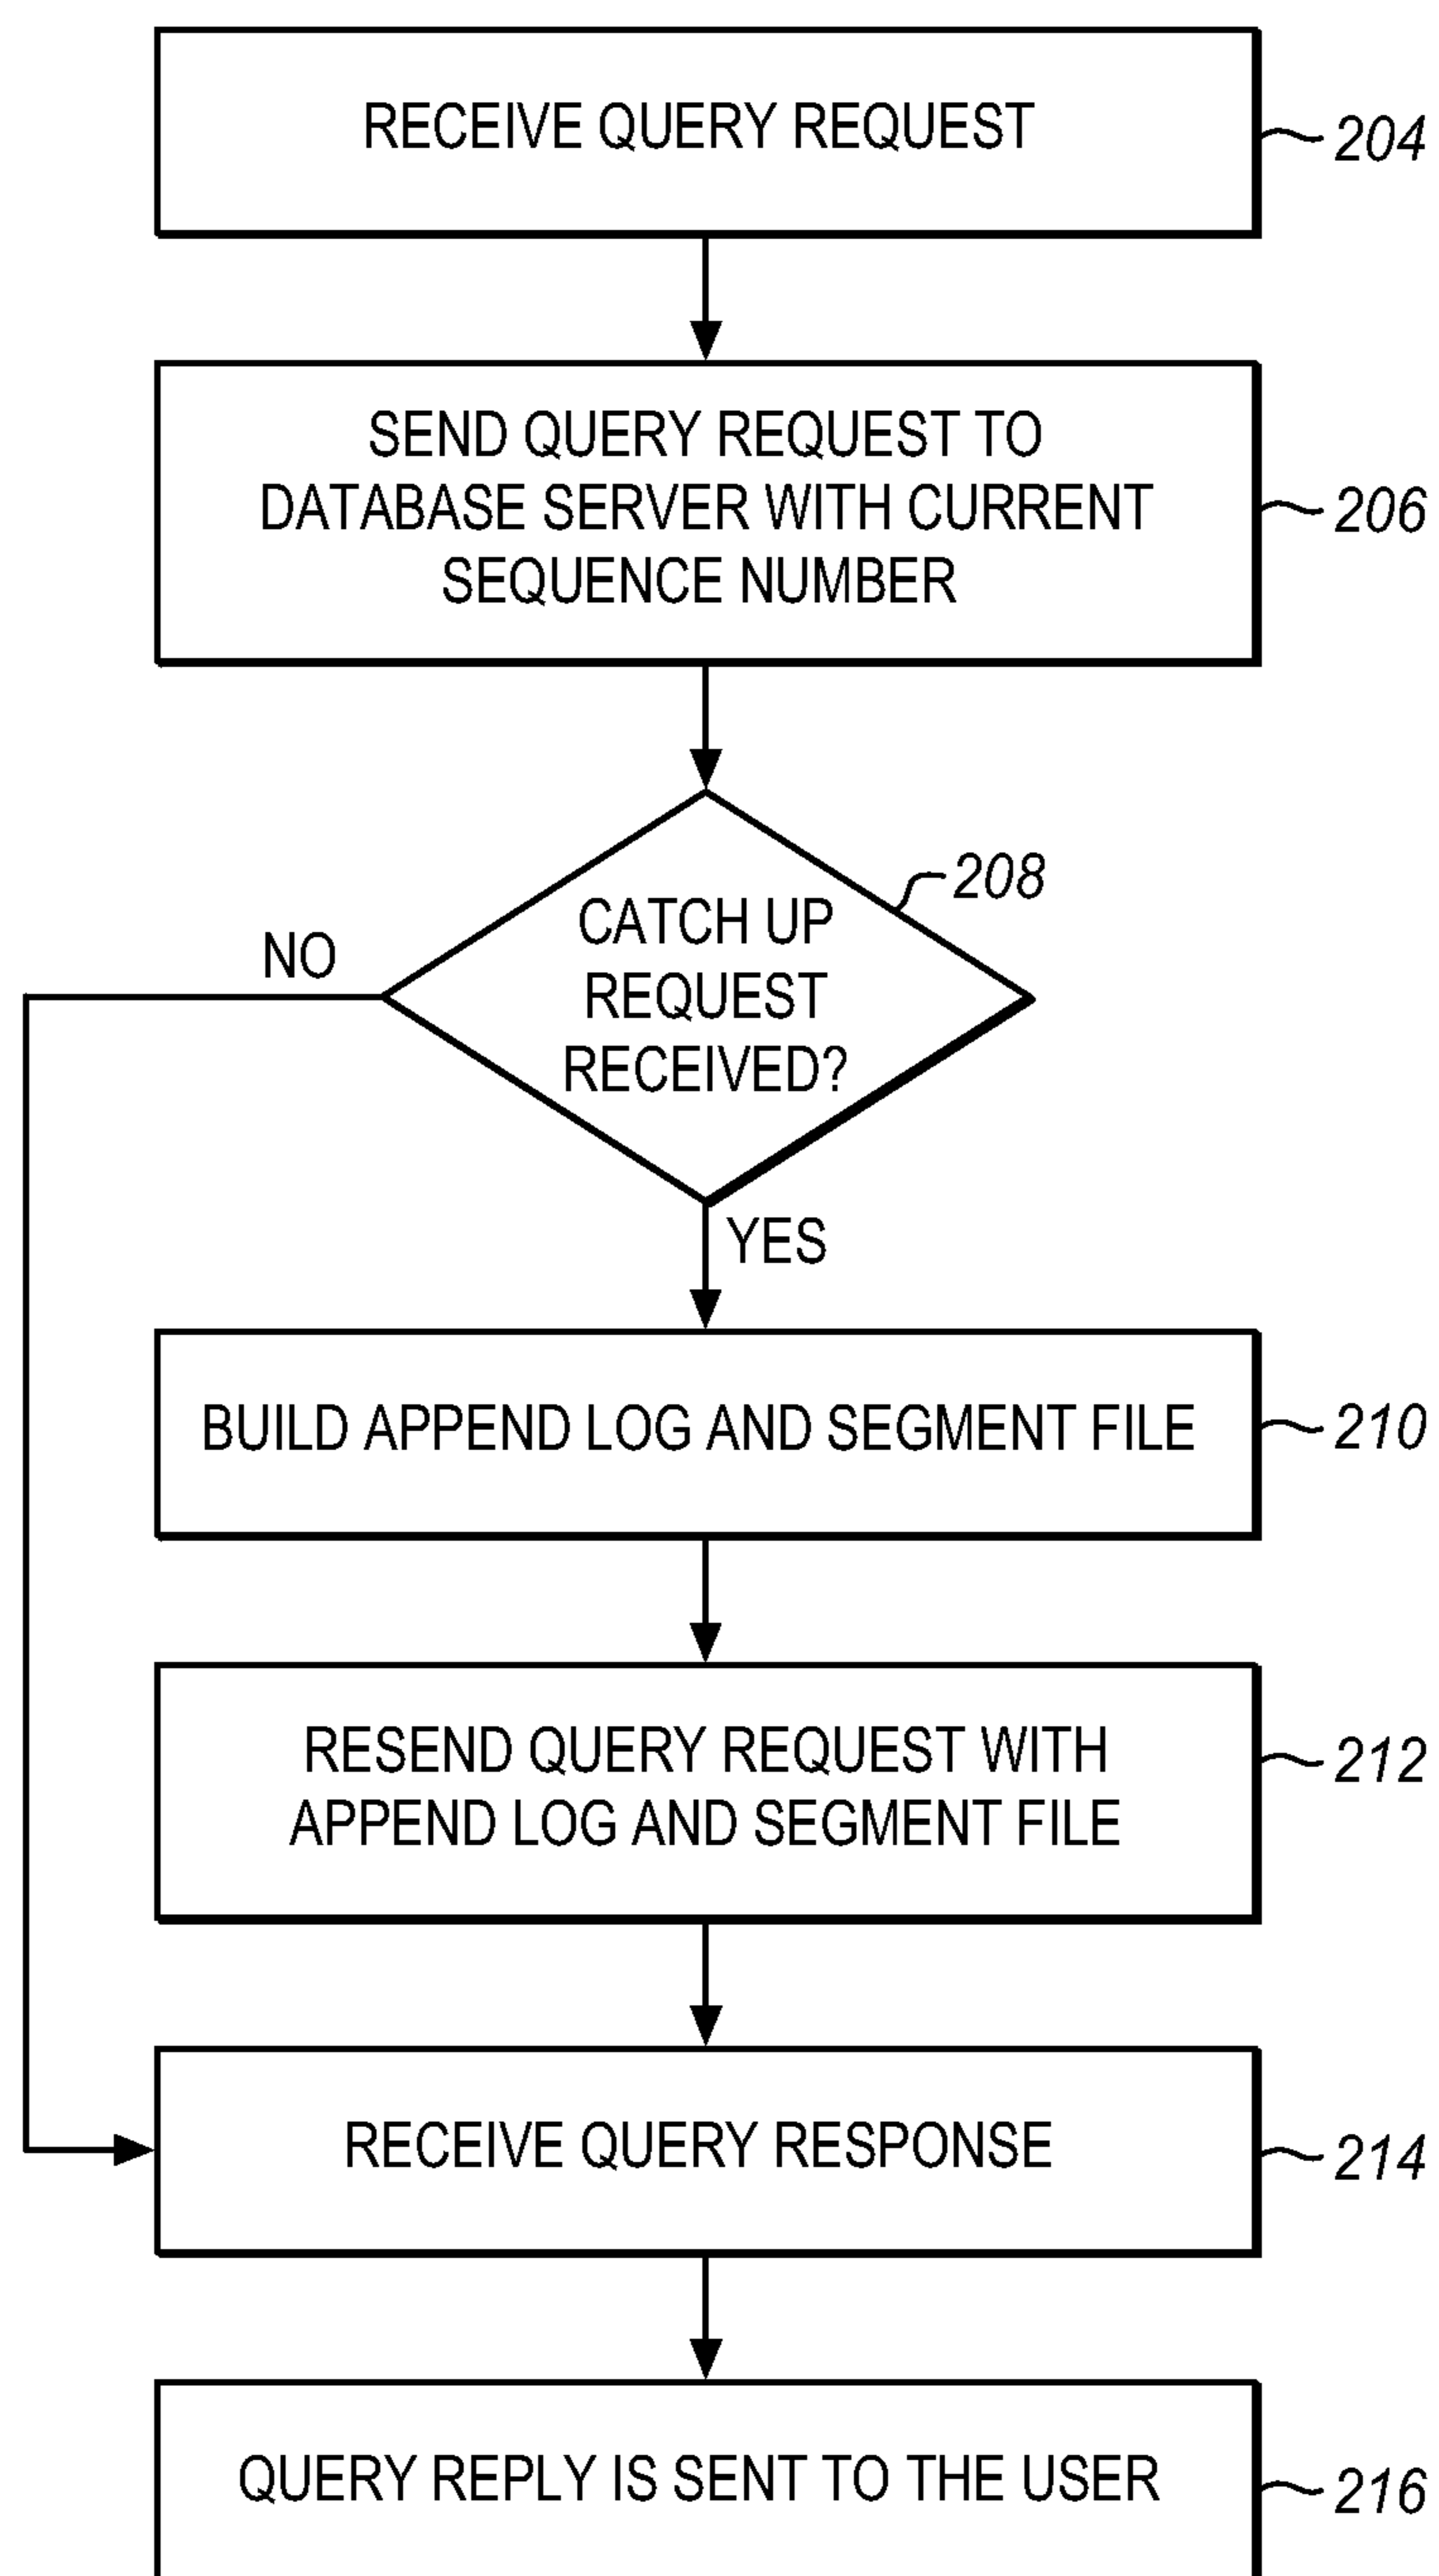 RECEIVE QUERY REQUEST
204
SEND QUERY REQUEST TO
DATABASE SERVER WITH CURRENT
SEQUENCE NUMBER
206
208
CATCH UP
REQUEST
RECEIVED?
NO
YES
BUILD APPEND LOG AND SEGMENT FILE
210
RESEND QUERY REQUEST WITH
APPEND LOG AND SEGMENT FILE
212
RECEIVE QUERY RESPONSE
214
QUERY REPLY IS SENT TO THE USER
216